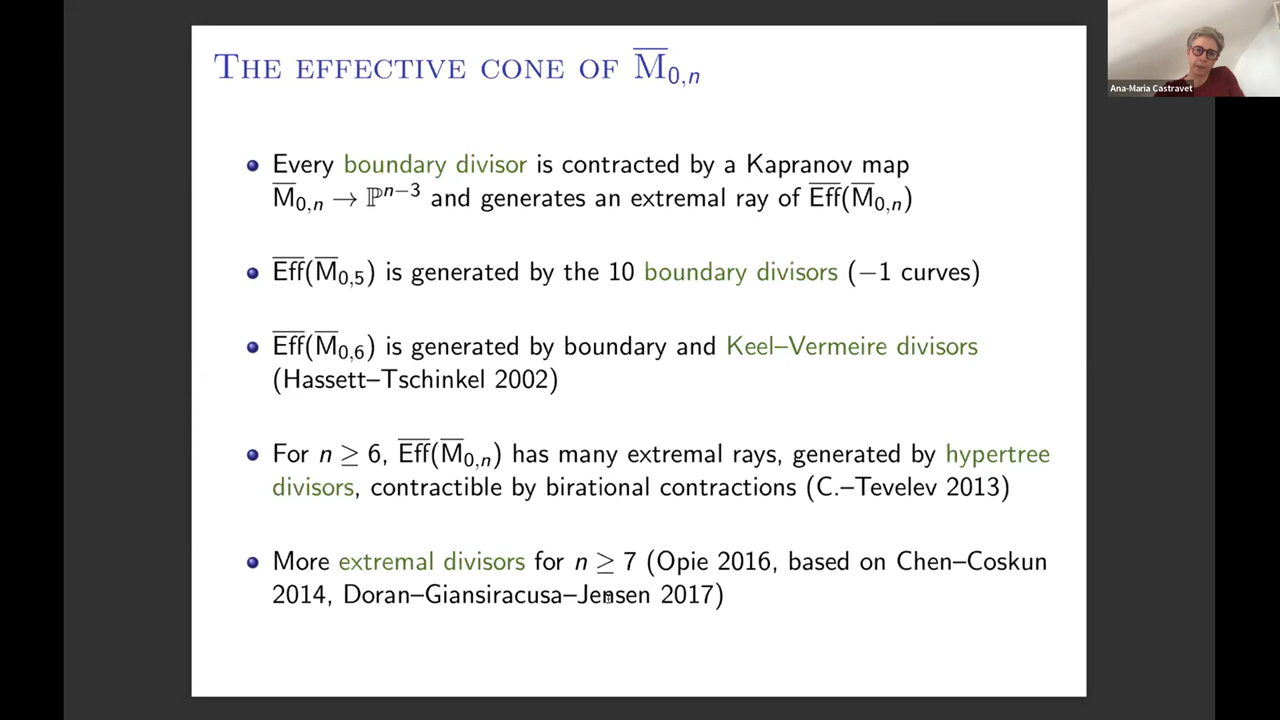 THE EFFECTIVE CONE OF M̅₀,ₙ
Every boundary divisor is contracted by a Kapranov map
M̅₀,ₙ → ℙⁿ⁻³ and generates an extremal ray of E̅f̅f̅(M̅₀,ₙ)
E̅f̅f̅(M̅₀,₅) is generated by the 10 boundary divisors (−1 curves)
E̅f̅f̅(M̅₀,₆) is generated by boundary and Keel–Vermeire divisors
(Hassett–Tschinkel 2002)
For n ≥ 6, E̅f̅f̅(M̅₀,ₙ) has many extremal rays, generated by hypertree
divisors, contractible by birational contractions (C.–Tevelev 2013)
More extremal divisors for n ≥ 7 (Opie 2016, based on Chen–Coskun
2014, Doran–Giansiracusa–Jensen 2017)
Ana-Maria Castravet